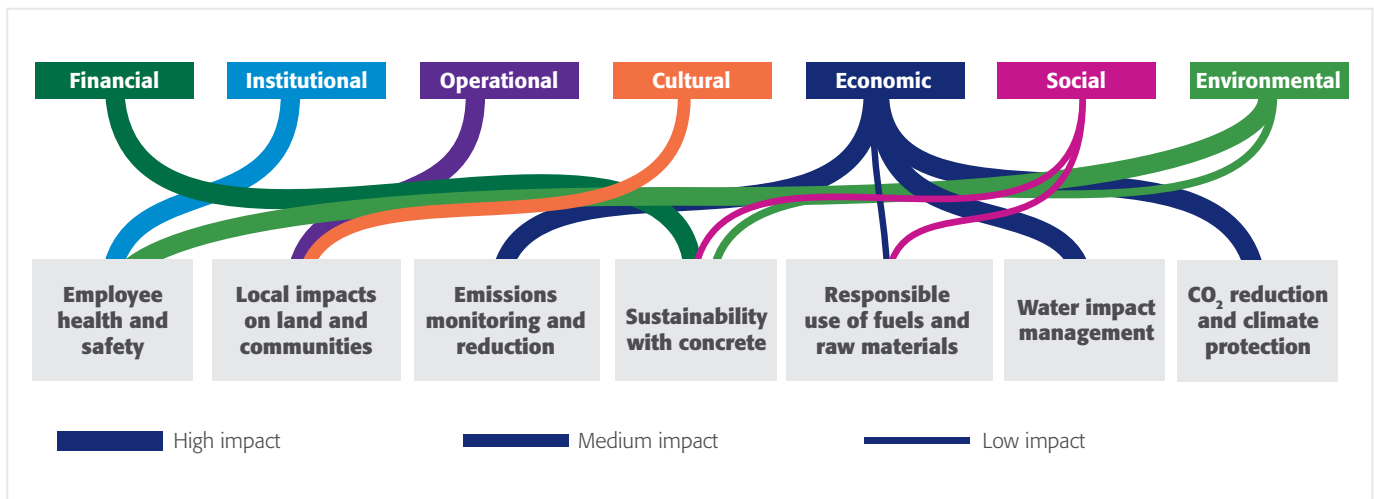 Financial
Institutional
Operational
Cultural
Economic
Social
Environmental
Employee
health and
safety
Local impacts
on land and
communities
Emissions
monitoring and
reduction
Sustainability
with concrete
Responsible
use of fuels and
raw materials
Water impact
management
CO₂ reduction
and climate
protection
High impact
Medium impact
Low impact